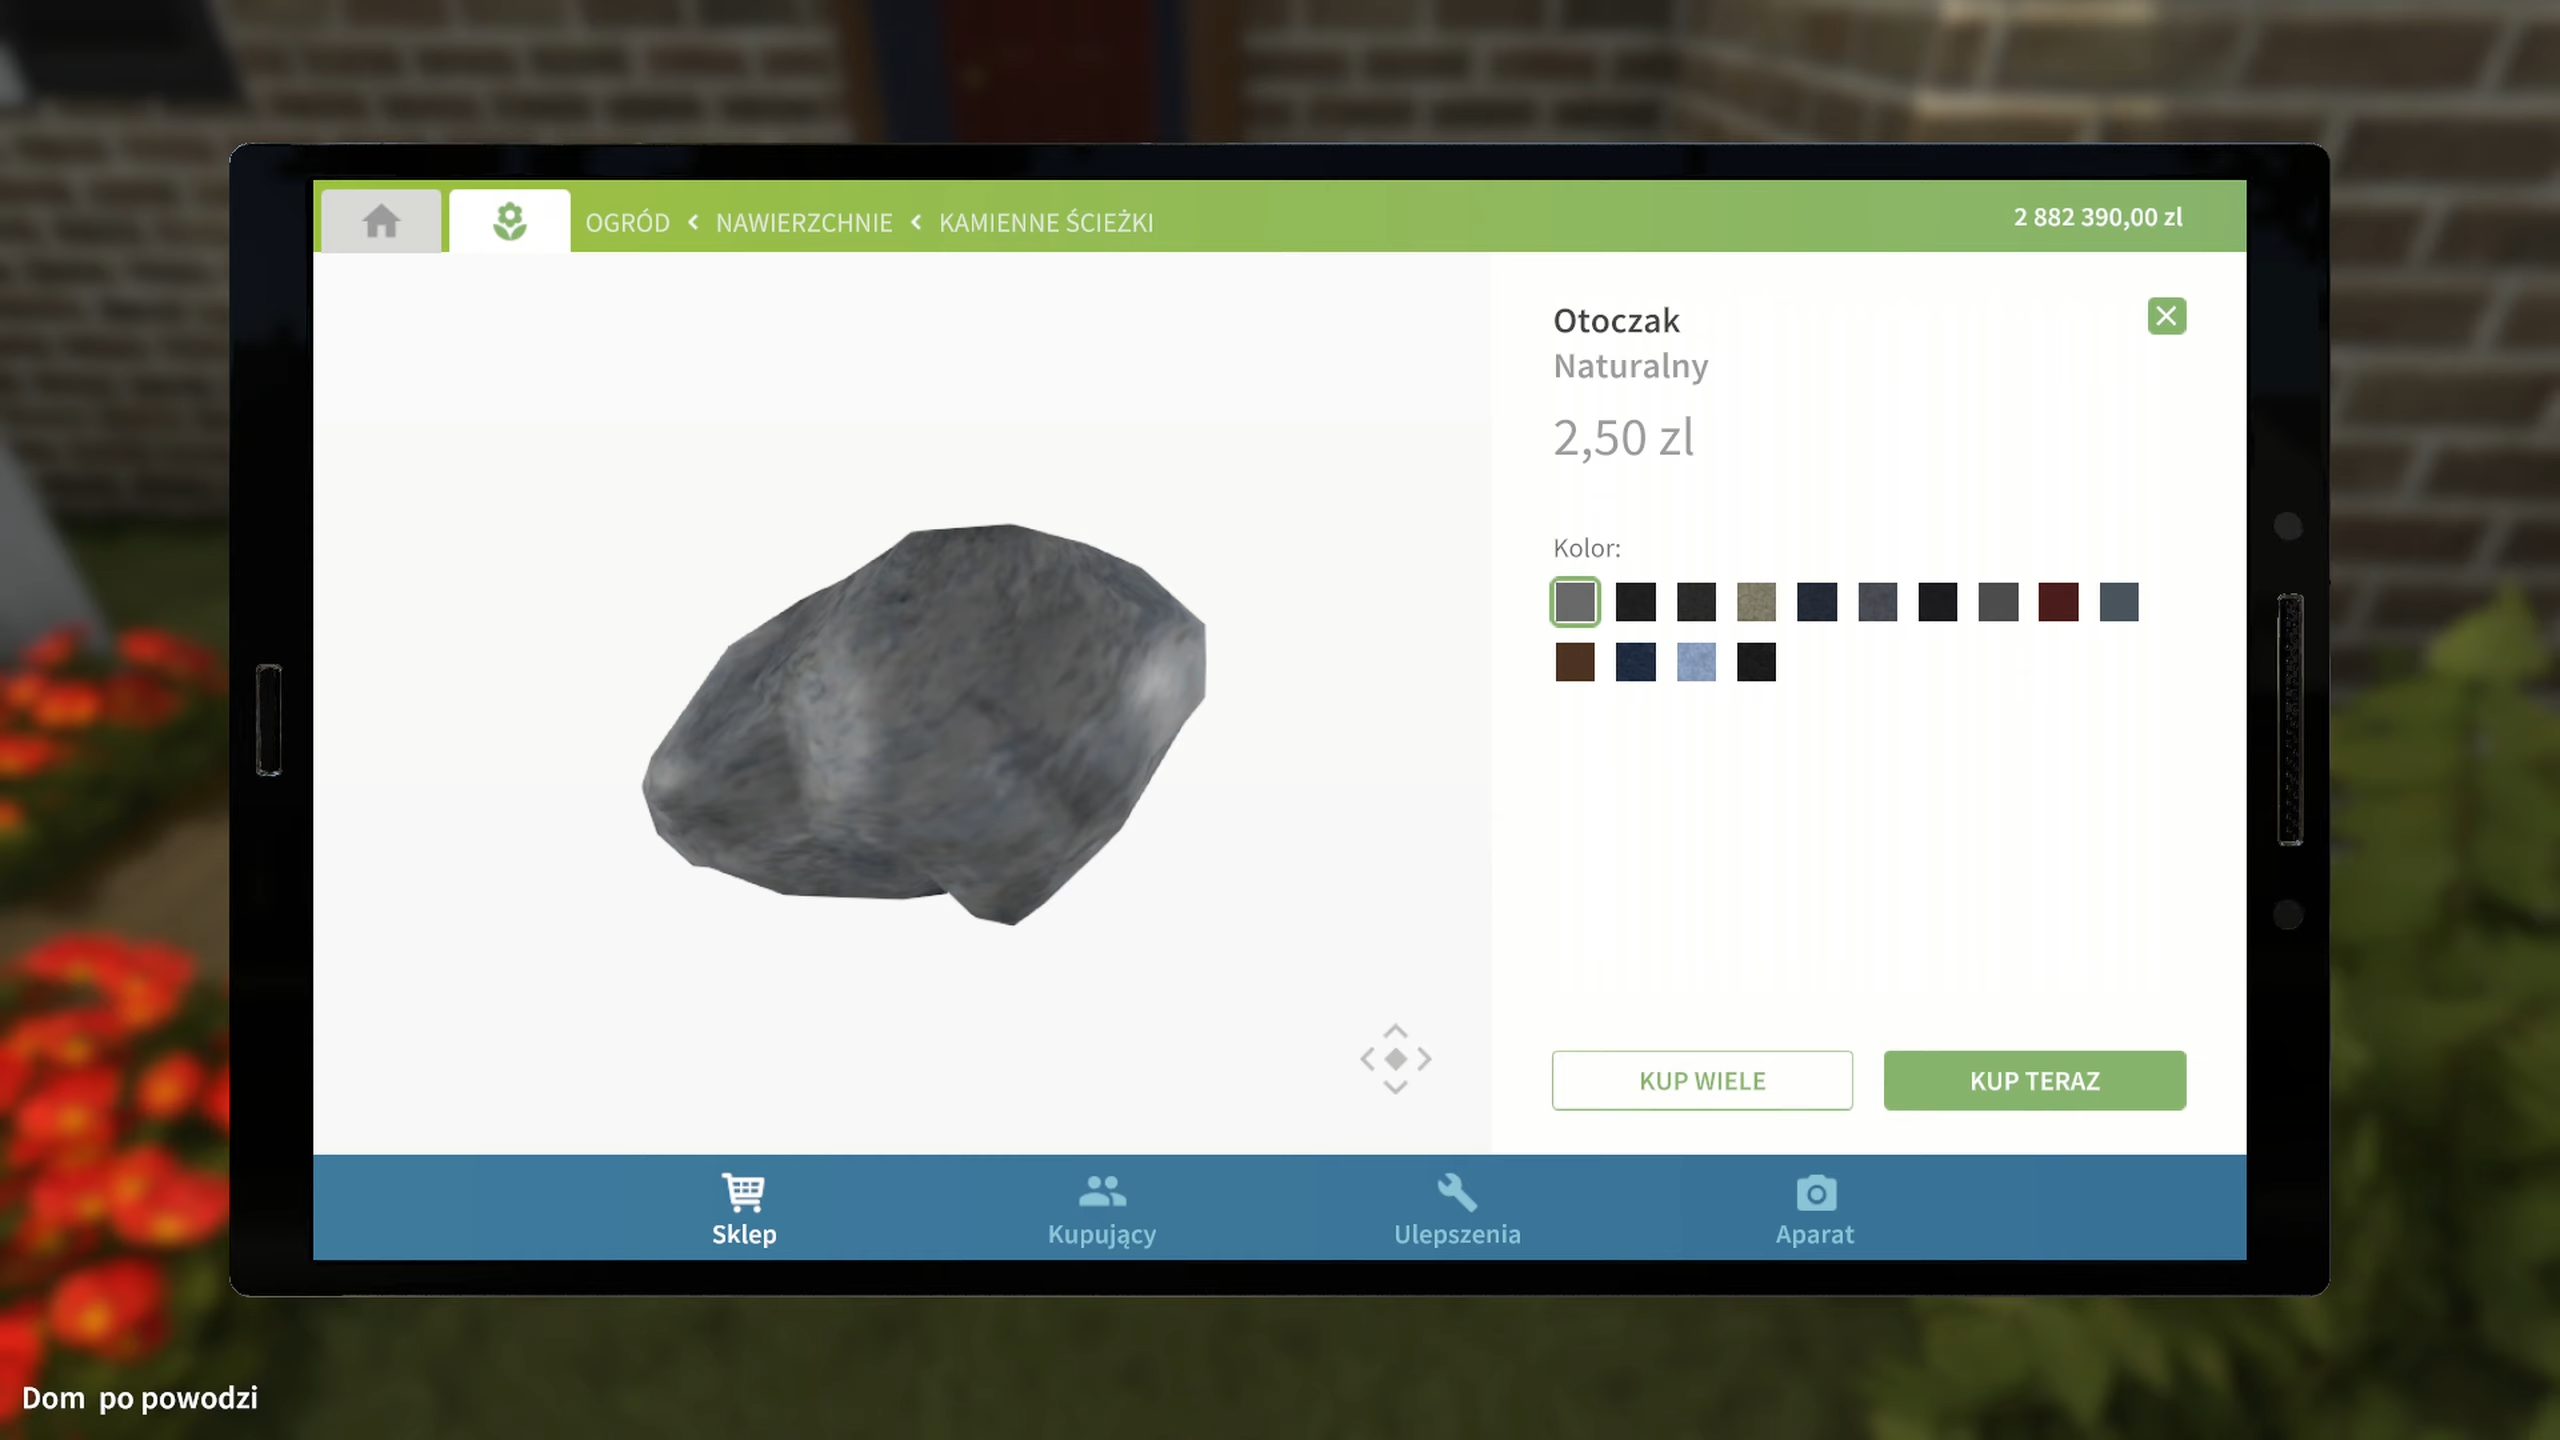 OGRÓD < NAWIERZCHNIE < KAMIENNE ŚCIEŻKI
2 882 390,00 zl
Otoczak
Naturalny
2,50 zl
Kolor:
KUP WIELE
KUP TERAZ
Sklep
Kupujący
Ulepszenia
Aparat
Dom po powodzi